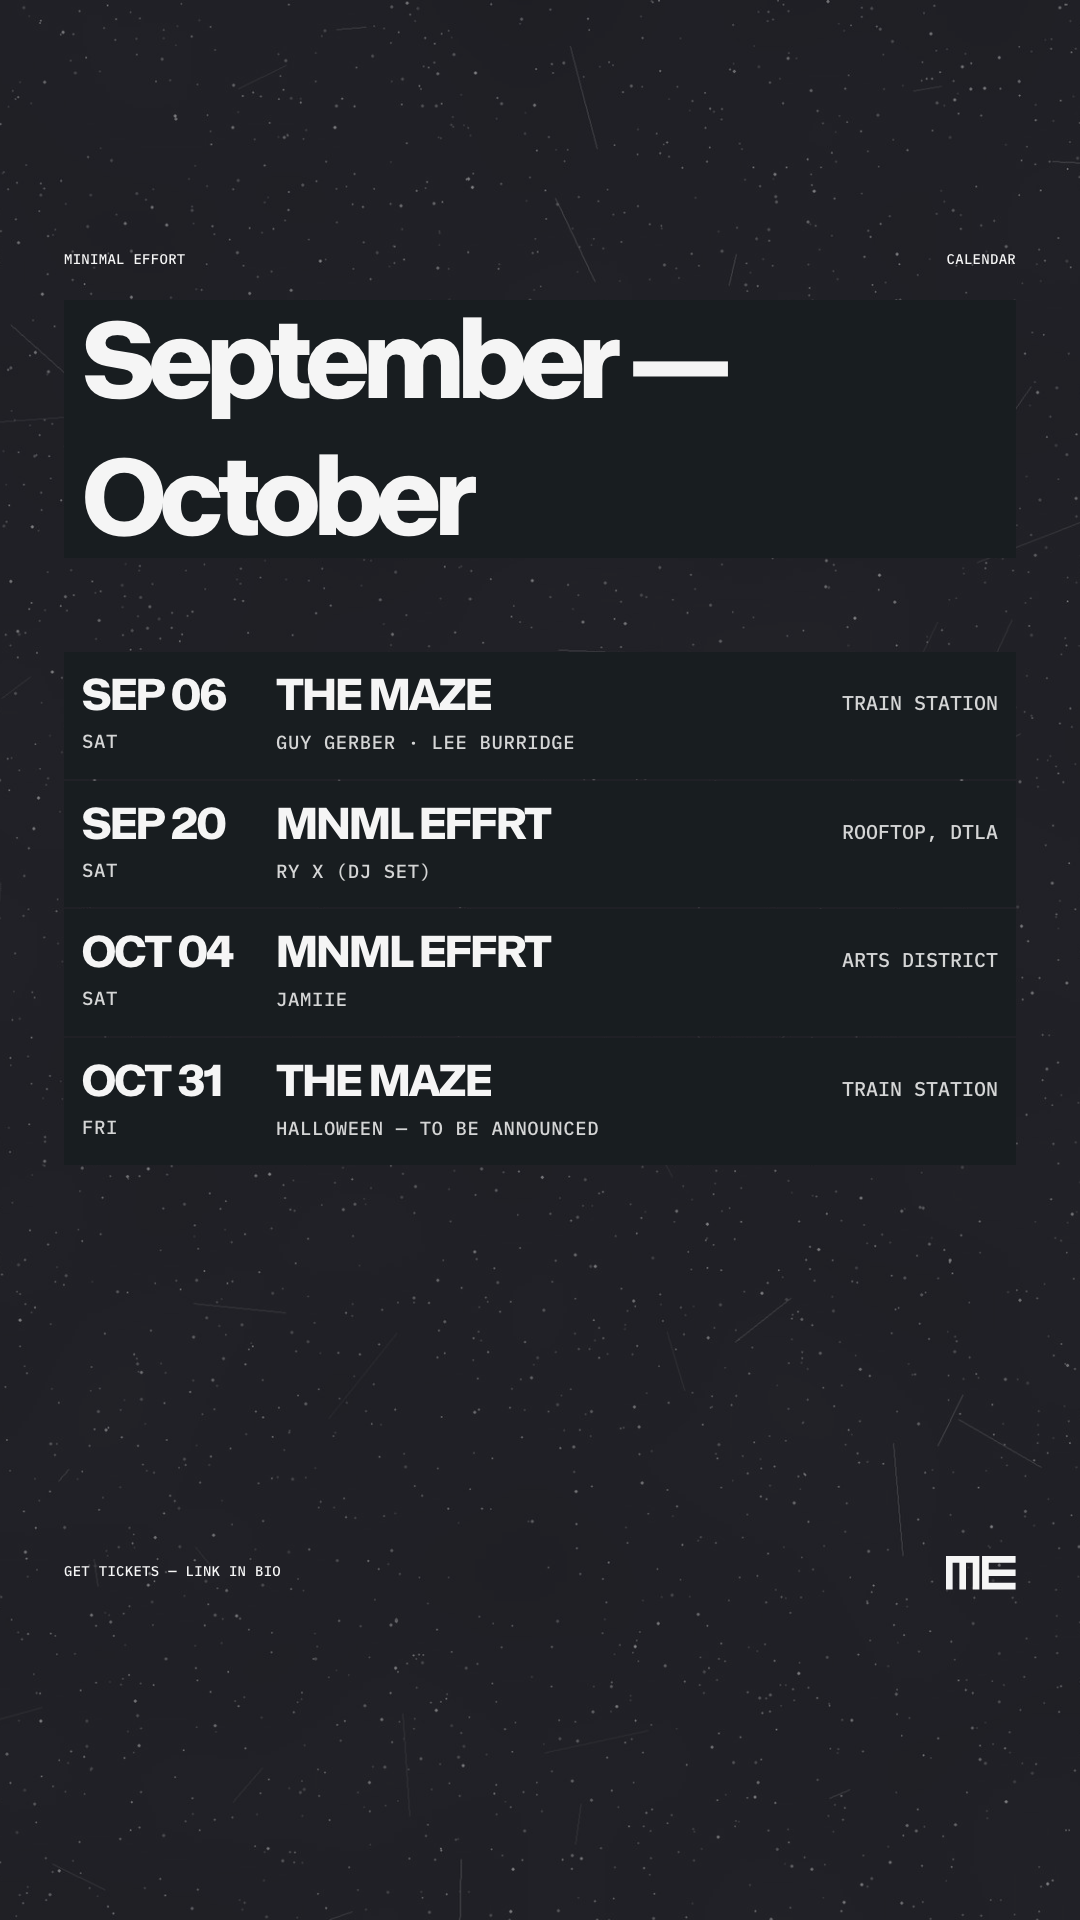 MINIMAL EFFORT
CALENDAR
September —
October
SEP 06
THE MAZE
TRAIN STATION
SAT
GUY GERBER · LEE BURRIDGE
SEP 20
MNML EFFRT
ROOFTOP, DTLA
SAT
RY X (DJ SET)
OCT 04
MNML EFFRT
ARTS DISTRICT
SAT
JAMIIE
OCT 31
THE MAZE
TRAIN STATION
FRI
HALLOWEEN — TO BE ANNOUNCED
GET TICKETS — LINK IN BIO
ME